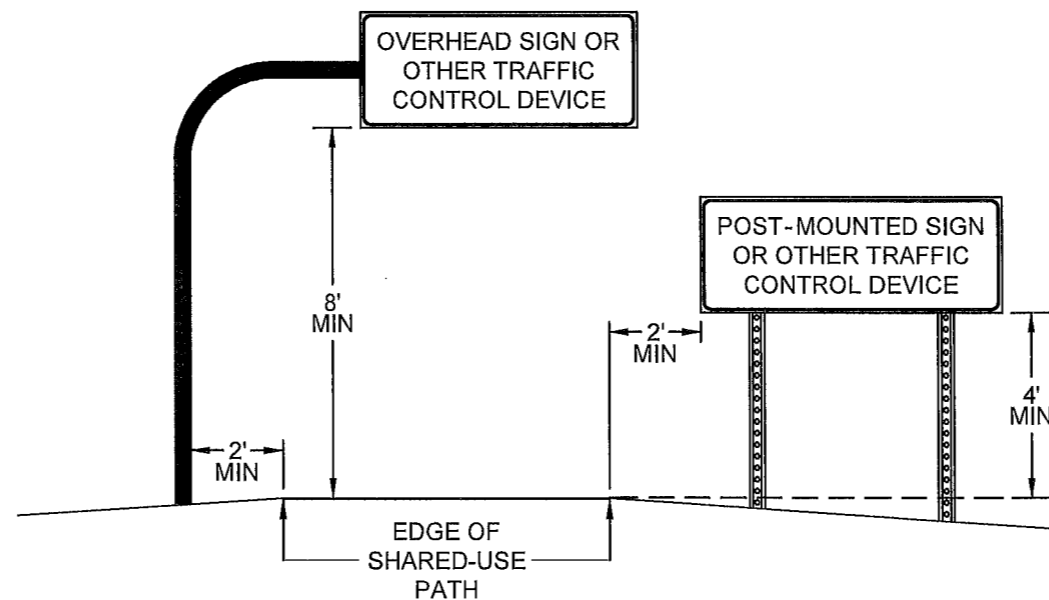 OVERHEAD SIGN OR
OTHER TRAFFIC
CONTROL DEVICE
POST-MOUNTED SIGN
OR OTHER TRAFFIC
CONTROL DEVICE
8'
MIN
2'
MIN
4'
MIN
2'
MIN
EDGE OF
SHARED-USE
PATH